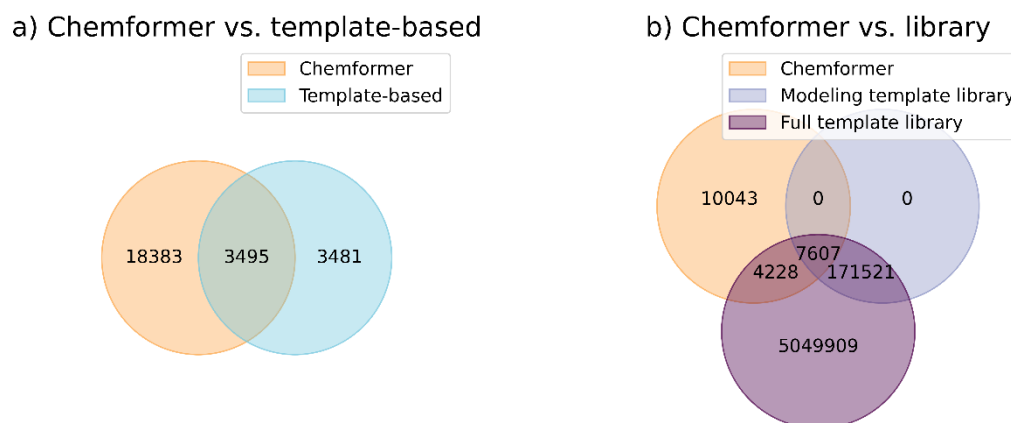 a) Chemformer vs. template-based
Chemformer
Template-based
18383
3495
3481
b) Chemformer vs. library
Chemformer
Modeling template library
Full template library
10043
0
0
7607
4228
171521
5049909